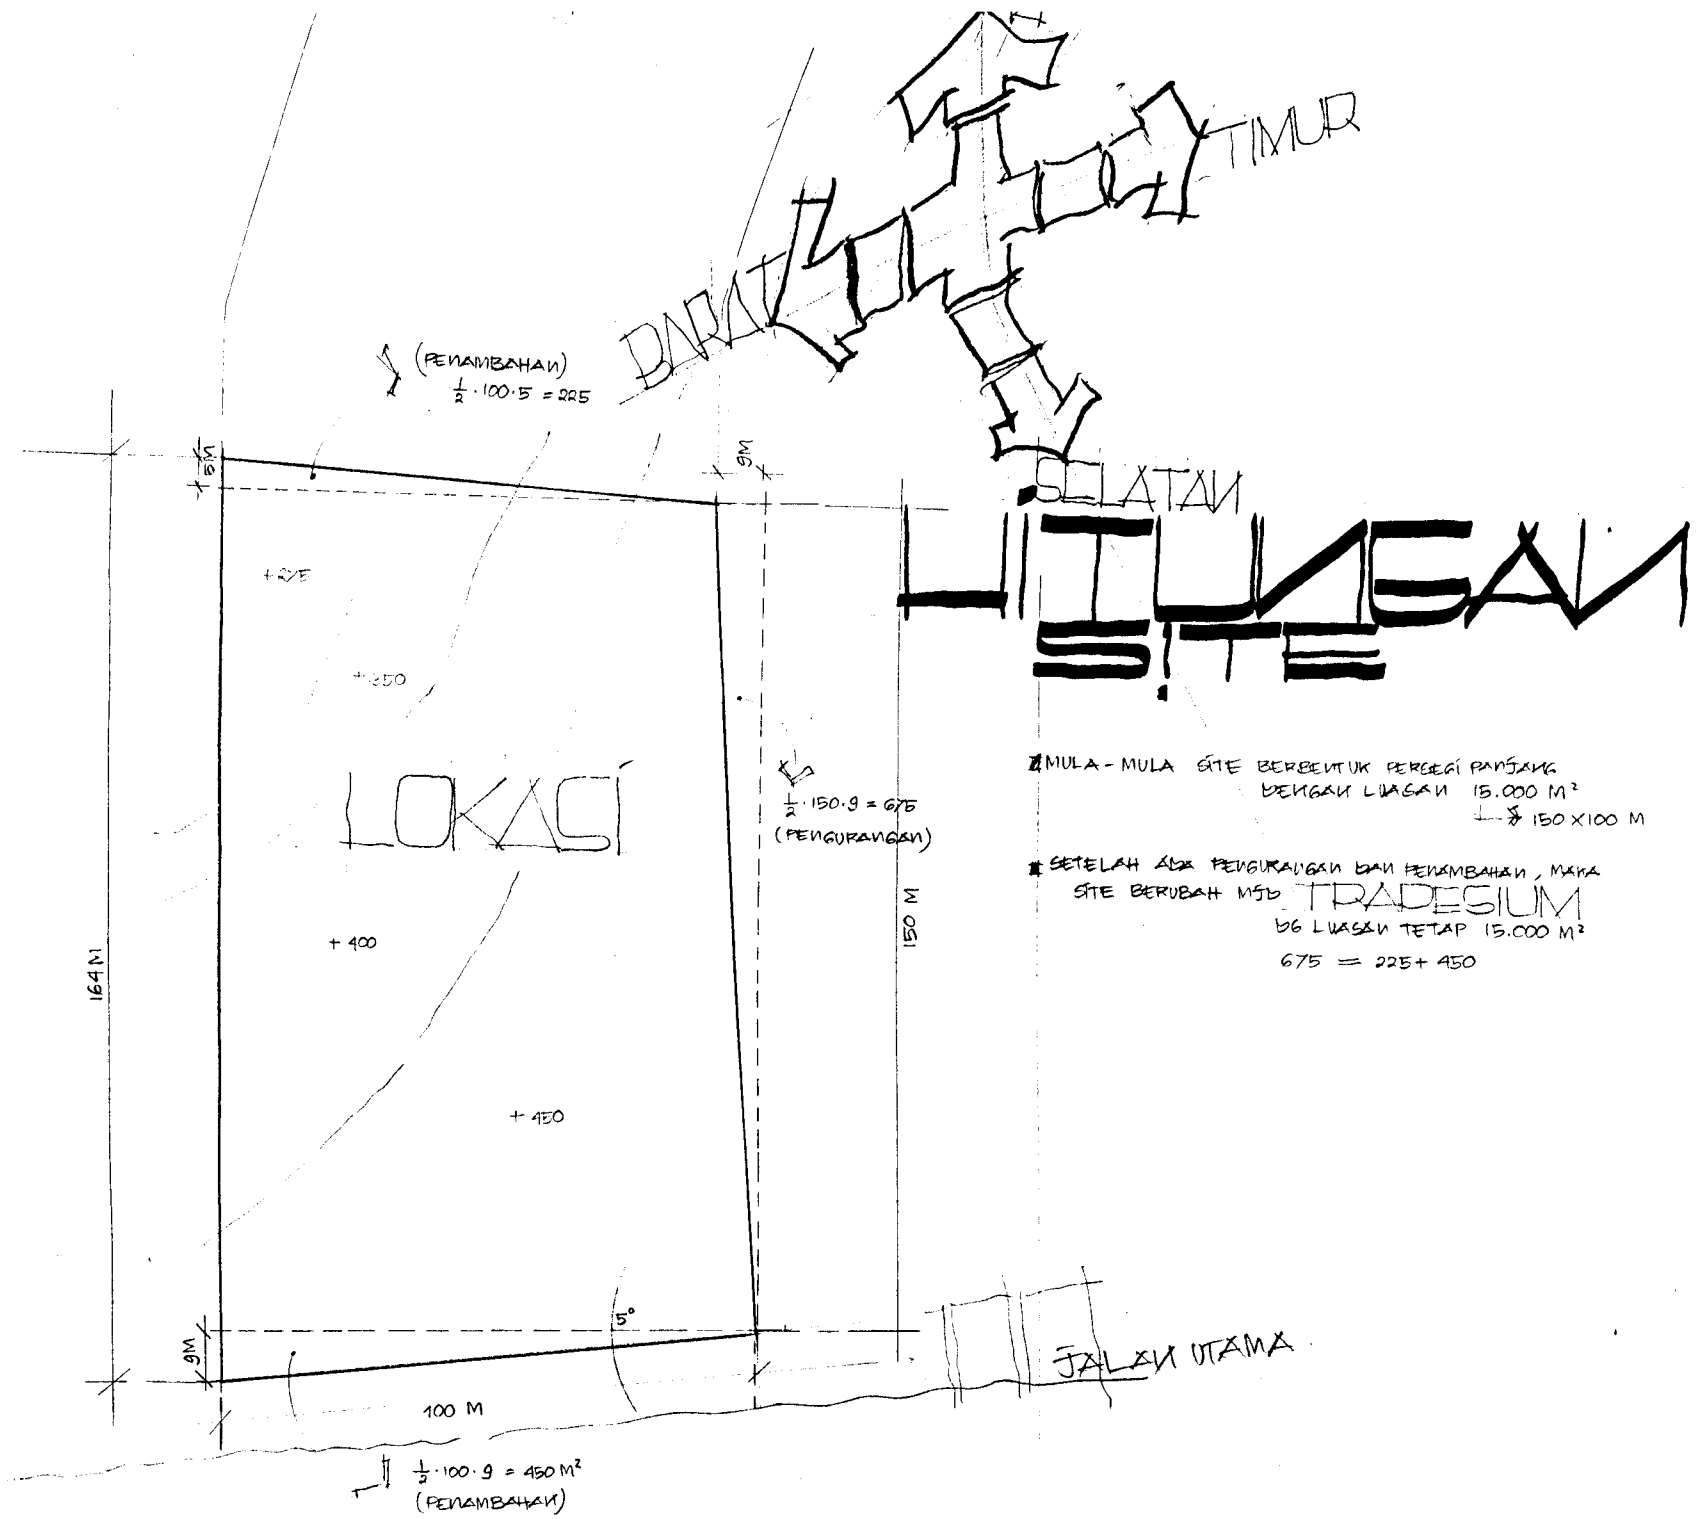 TIMUR
BARAT
(PENAMBAHAN)
½·100·5 = 225
5M
9M
SELATAN
HITUNGAN
SITE
+275
+350
LOKASI
½·150·9 = 675
(PENGURANGAN)
MULA-MULA SITE BERBENTUK PERSEGI PANJANG
DENGAN LUASAN 15.000 M²
150X100 M
SETELAH ADA PENGURANGAN DAN PENAMBAHAN, MAKA
SITE BERUBAH MJD TRAPESIUM
DG LUASAN TETAP 15.000 M²
675 = 225+450
+400
150 M
164 M
+450
5°
9M
JALAN UTAMA
100 M
½·100·9 = 450 M²
(PENAMBAHAN)